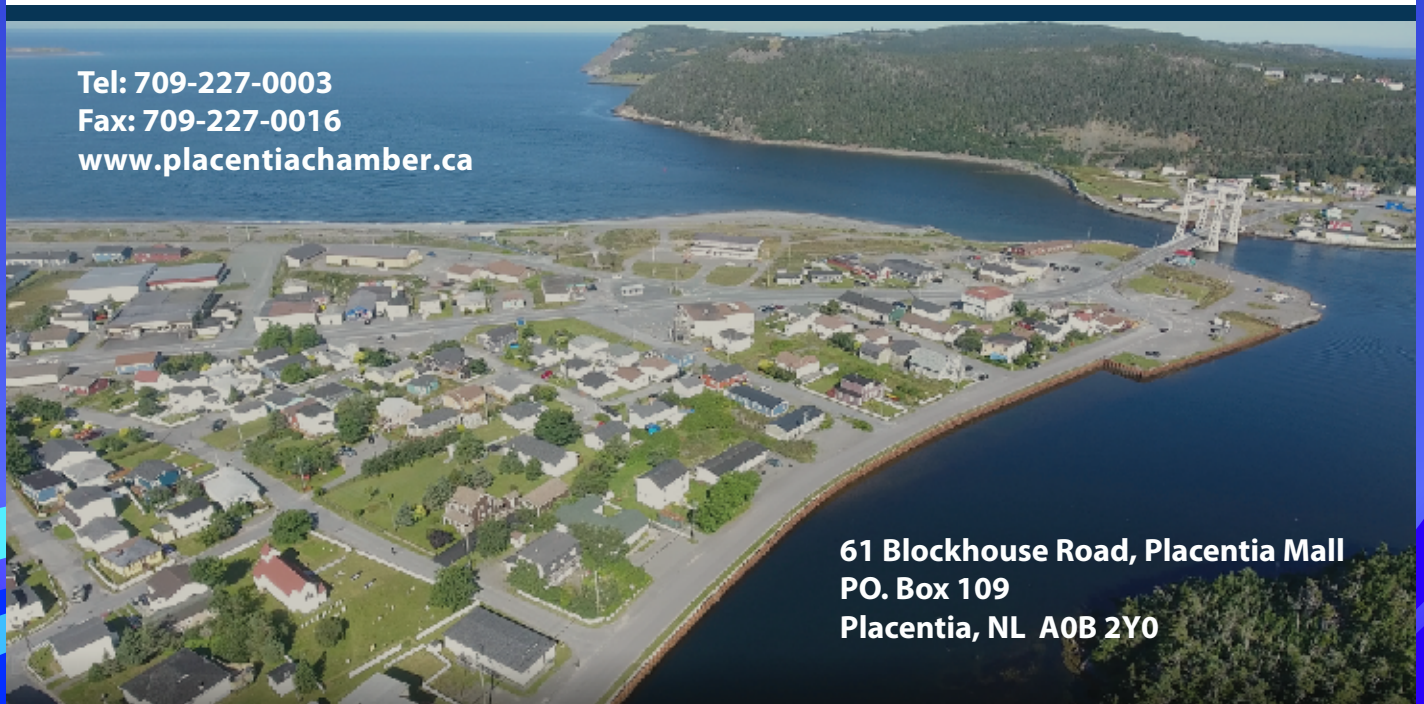 Tel: 709-227-0003
Fax: 709-227-0016
www.placentiachamber.ca
61 Blockhouse Road, Placentia Mall
PO. Box 109
Placentia, NL  A0B 2Y0